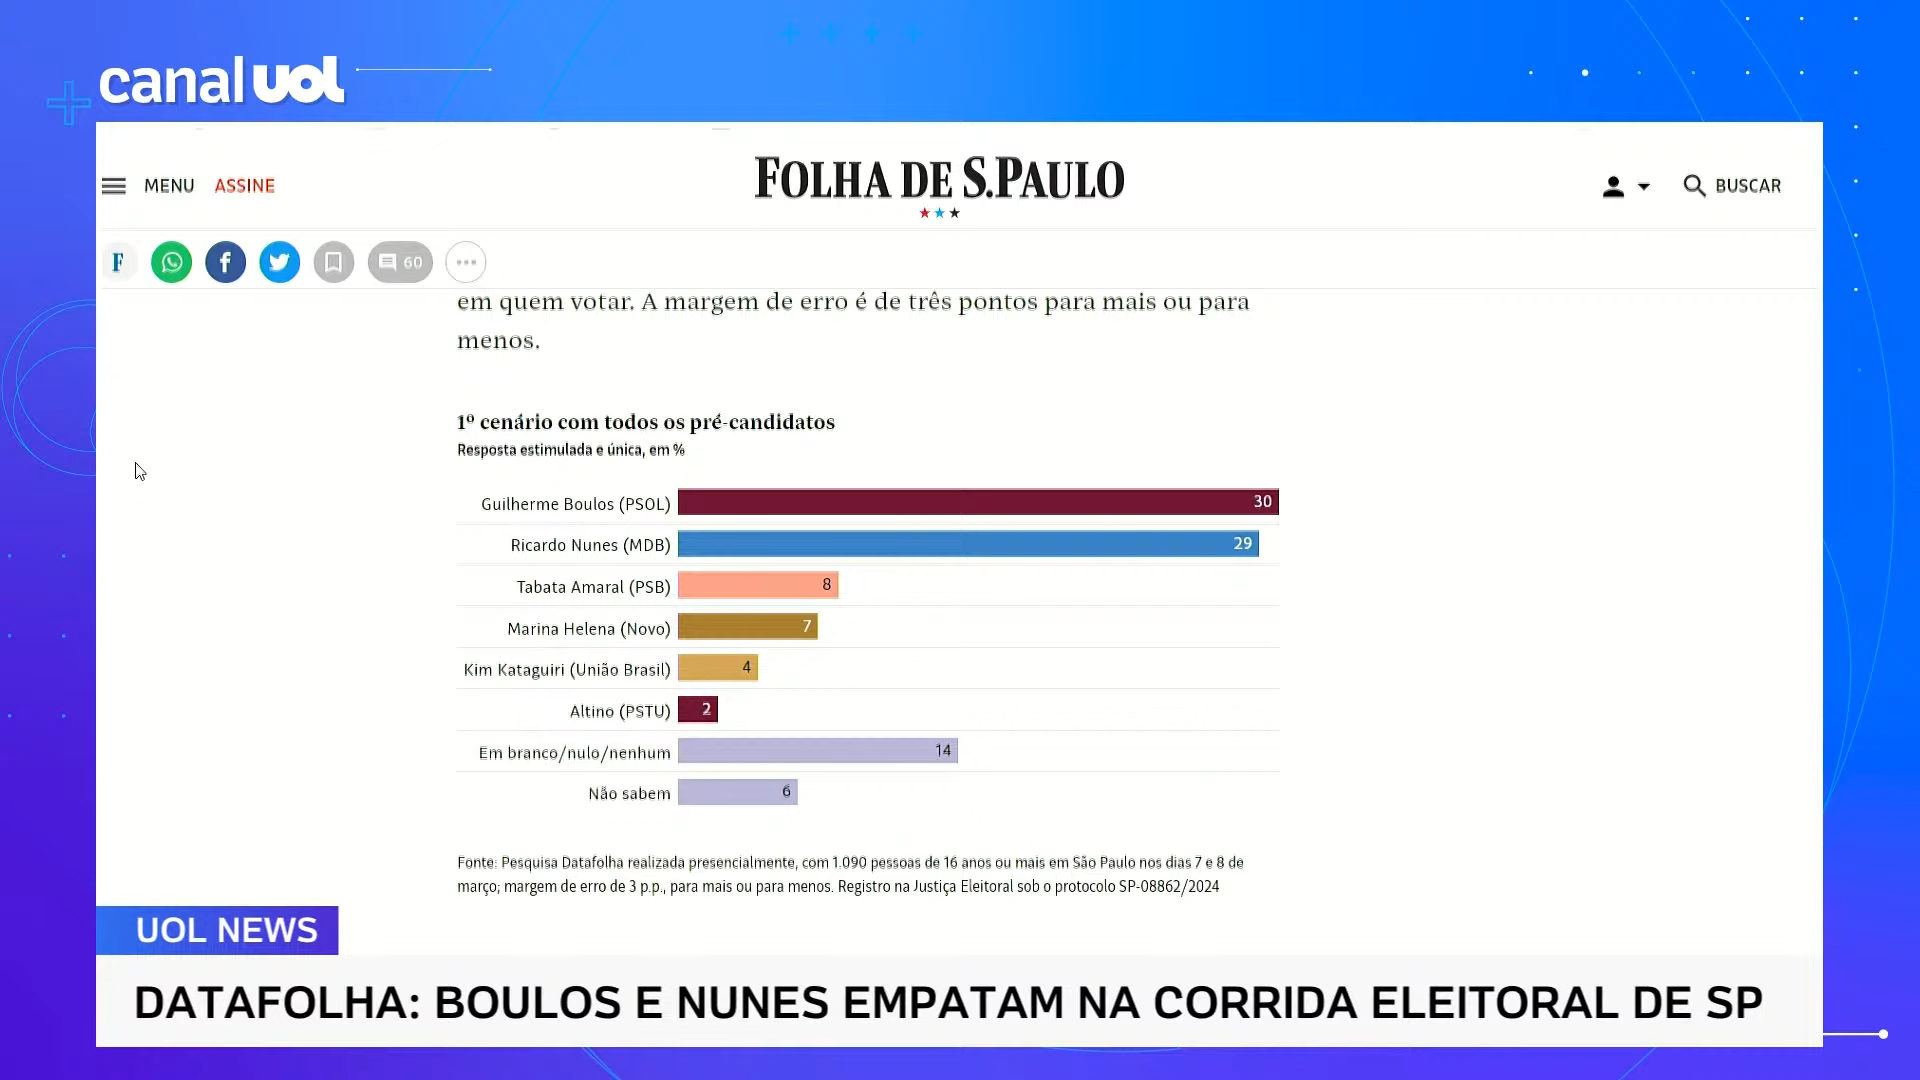 canal uol
MENU ASSINE
FOLHA DE S.PAULO
BUSCAR
F
60
em quem votar. A margem de erro é de três pontos para mais ou para
menos.
1º cenário com todos os pré-candidatos
Resposta estimulada e única, em %
Guilherme Boulos (PSOL) 30
Ricardo Nunes (MDB) 29
Tabata Amaral (PSB) 8
Marina Helena (Novo) 7
Kim Kataguiri (União Brasil) 4
Altino (PSTU) 2
Em branco/nulo/nenhum 14
Não sabem 6
Fonte: Pesquisa Datafolha realizada presencialmente, com 1.090 pessoas de 16 anos ou mais em São Paulo nos dias 7 e 8 de
março; margem de erro de 3 p.p., para mais ou para menos. Registro na Justiça Eleitoral sob o protocolo SP-08862/2024
UOL NEWS
DATAFOLHA: BOULOS E NUNES EMPATAM NA CORRIDA ELEITORAL DE SP